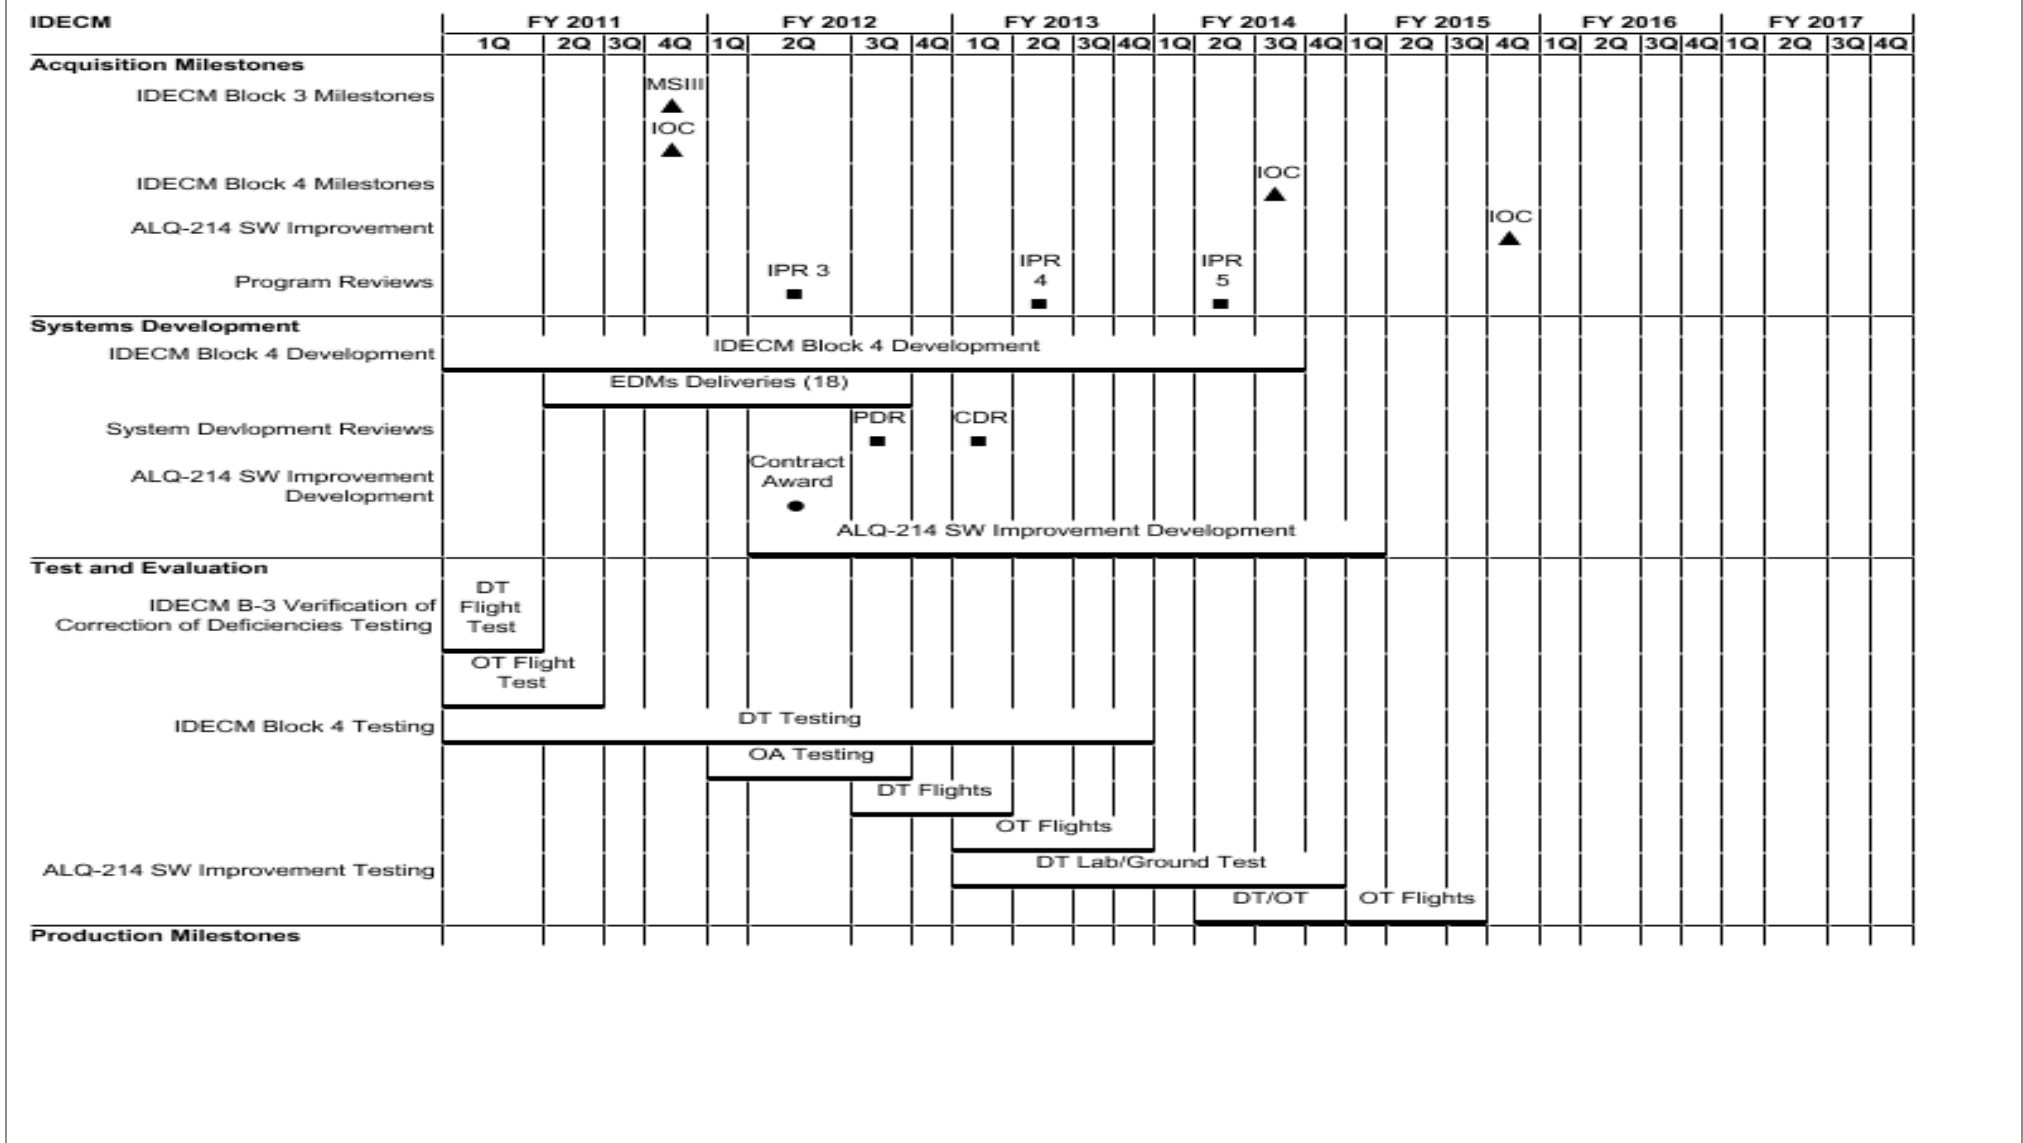 IDECM FY 2011 FY 2012 FY 2013 FY 2014 FY 2015 FY 2016 FY 2017
1Q 2Q 3Q 4Q 1Q 2Q 3Q 4Q 1Q 2Q 3Q 4Q 1Q 2Q 3Q 4Q 1Q 2Q 3Q 4Q 1Q 2Q 3Q 4Q 1Q 2Q 3Q 4Q
Acquisition Milestones
MSIII
IDECM Block 3 Milestones
IOC
IOC
IDECM Block 4 Milestones
IOC
ALQ-214 SW Improvement
IPR 3
IPR
4
IPR
5
Program Reviews
Systems Development
IDECM Block 4 Development
IDECM Block 4 Development
EDMs Deliveries (18)
PDR CDR
System Devlopment Reviews
Contract
Award
ALQ-214 SW Improvement
Development
ALQ-214 SW Improvement Development
Test and Evaluation
DT
Flight
Test
IDECM B-3 Verification of
Correction of Deficiencies Testing
OT Flight
Test
DT Testing
IDECM Block 4 Testing
OA Testing
DT Flights
OT Flights
DT Lab/Ground Test
ALQ-214 SW Improvement Testing
DT/OT OT Flights
Production Milestones